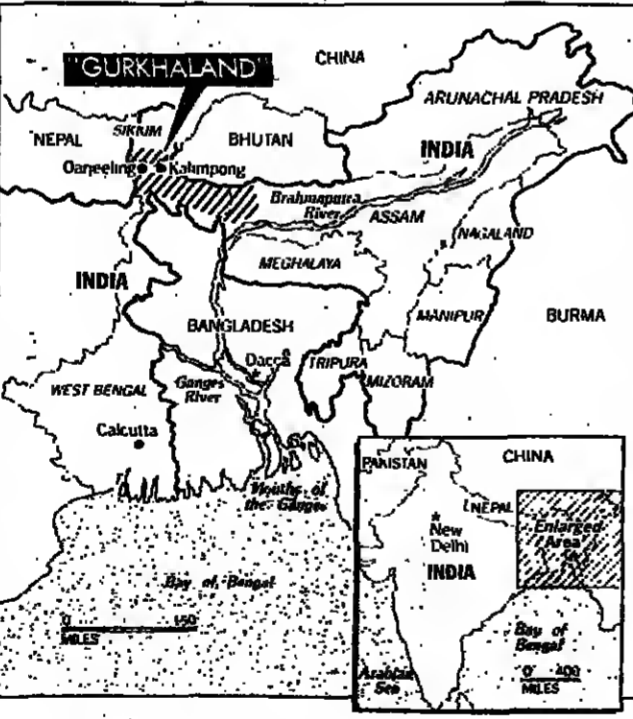 "GURKHALAND"
CHINA
ARUNACHAL PRADESH
NEPAL
SIKKIM
BHUTAN
INDIA
Darjeeling
Kalimpong
Brahmaputra
River
ASSAM
NAGALAND
MEGHALAYA
INDIA
MANIPUR
BURMA
BANGLADESH
Dacca
TRIPURA
MIZORAM
WEST BENGAL
Ganges
River
Calcutta
Mouths of
the Ganges
Bay of Bengal
0 150
MILES
PAKISTAN
CHINA
NEPAL
New
Delhi
INDIA
Enlarged
Area
Bay of
Bengal
Arabian
Sea
0 400
MILES